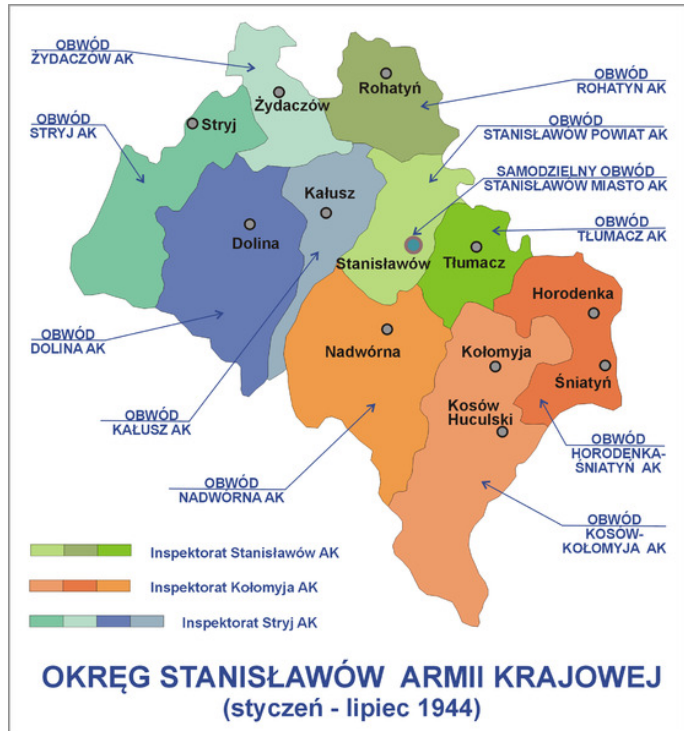 OBWÓD
ŻYDACZÓW AK
OBWÓD
STRYJ AK
OBWÓD
ROHATYN AK
OBWÓD
STANISŁAWÓW POWIAT AK
SAMODZIELNY OBWÓD
STANISŁAWÓW MIASTO AK
OBWÓD
TŁUMACZ AK
Rohatyń
Żydaczów
Stryj
Kałusz
Dolina
Stanisławów
Tłumacz
Horodenka
Nadwórna
Kołomyja
Śniatyń
Kosów
Huculski
OBWÓD
DOLINA AK
OBWÓD
KAŁUSZ AK
OBWÓD
NADWÓRNA AK
OBWÓD
HORODENKA-
ŚNIATYŃ AK
OBWÓD
KOSÓW-
KOŁOMYJA AK
Inspektorat Stanisławów AK
Inspektorat Kołomyja AK
Inspektorat Stryj AK
OKRĘG STANISŁAWÓW ARMII KRAJOWEJ
(styczeń - lipiec 1944)